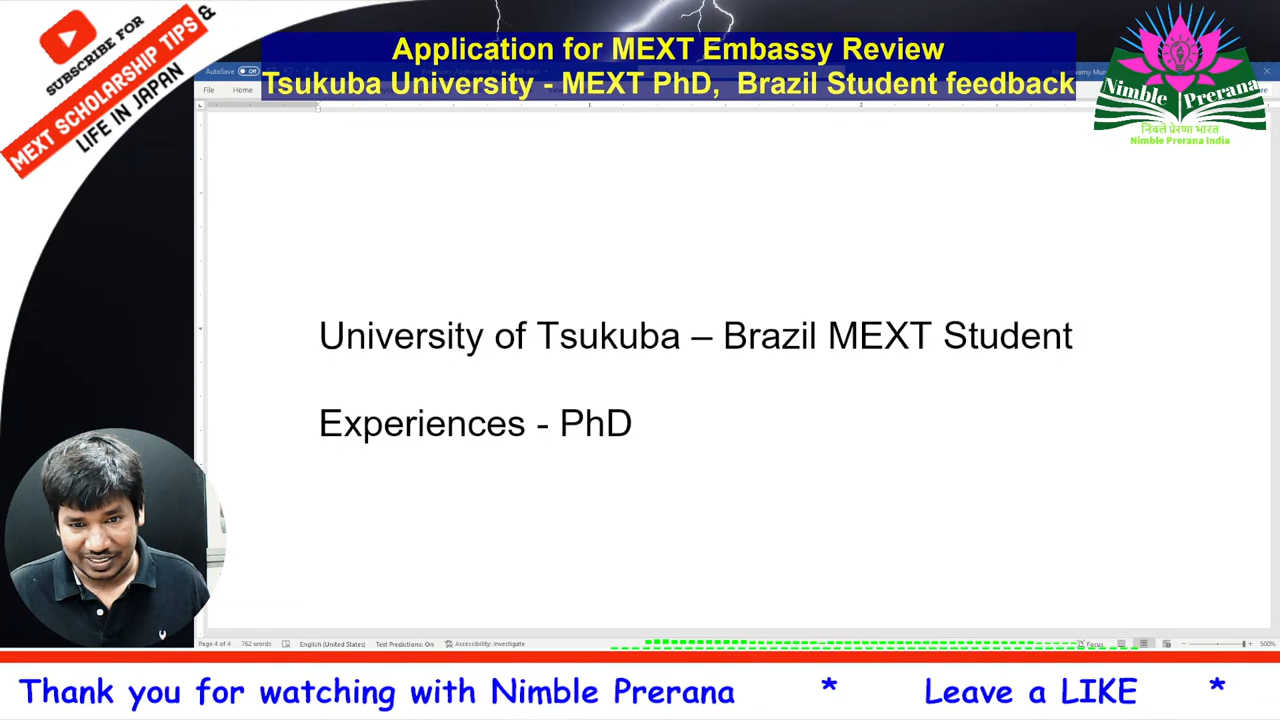 SUBSCRIBE FOR
MEXT SCHOLARSHIP TIPS &
LIFE IN JAPAN
Application for MEXT Embassy Review
Tsukuba University - MEXT PhD, Brazil Student feedback
Nimble Prerana
निंबले प्रेरणा भारत
Nimble Prerana India
AutoSave Off
File Home
University of Tsukuba – Brazil MEXT Student
Experiences - PhD
Page 4 of 4 762 words English (United States) Text Predictions: On Accessibility: Investigate Focus 500%
Thank you for watching with Nimble Prerana * Leave a LIKE *